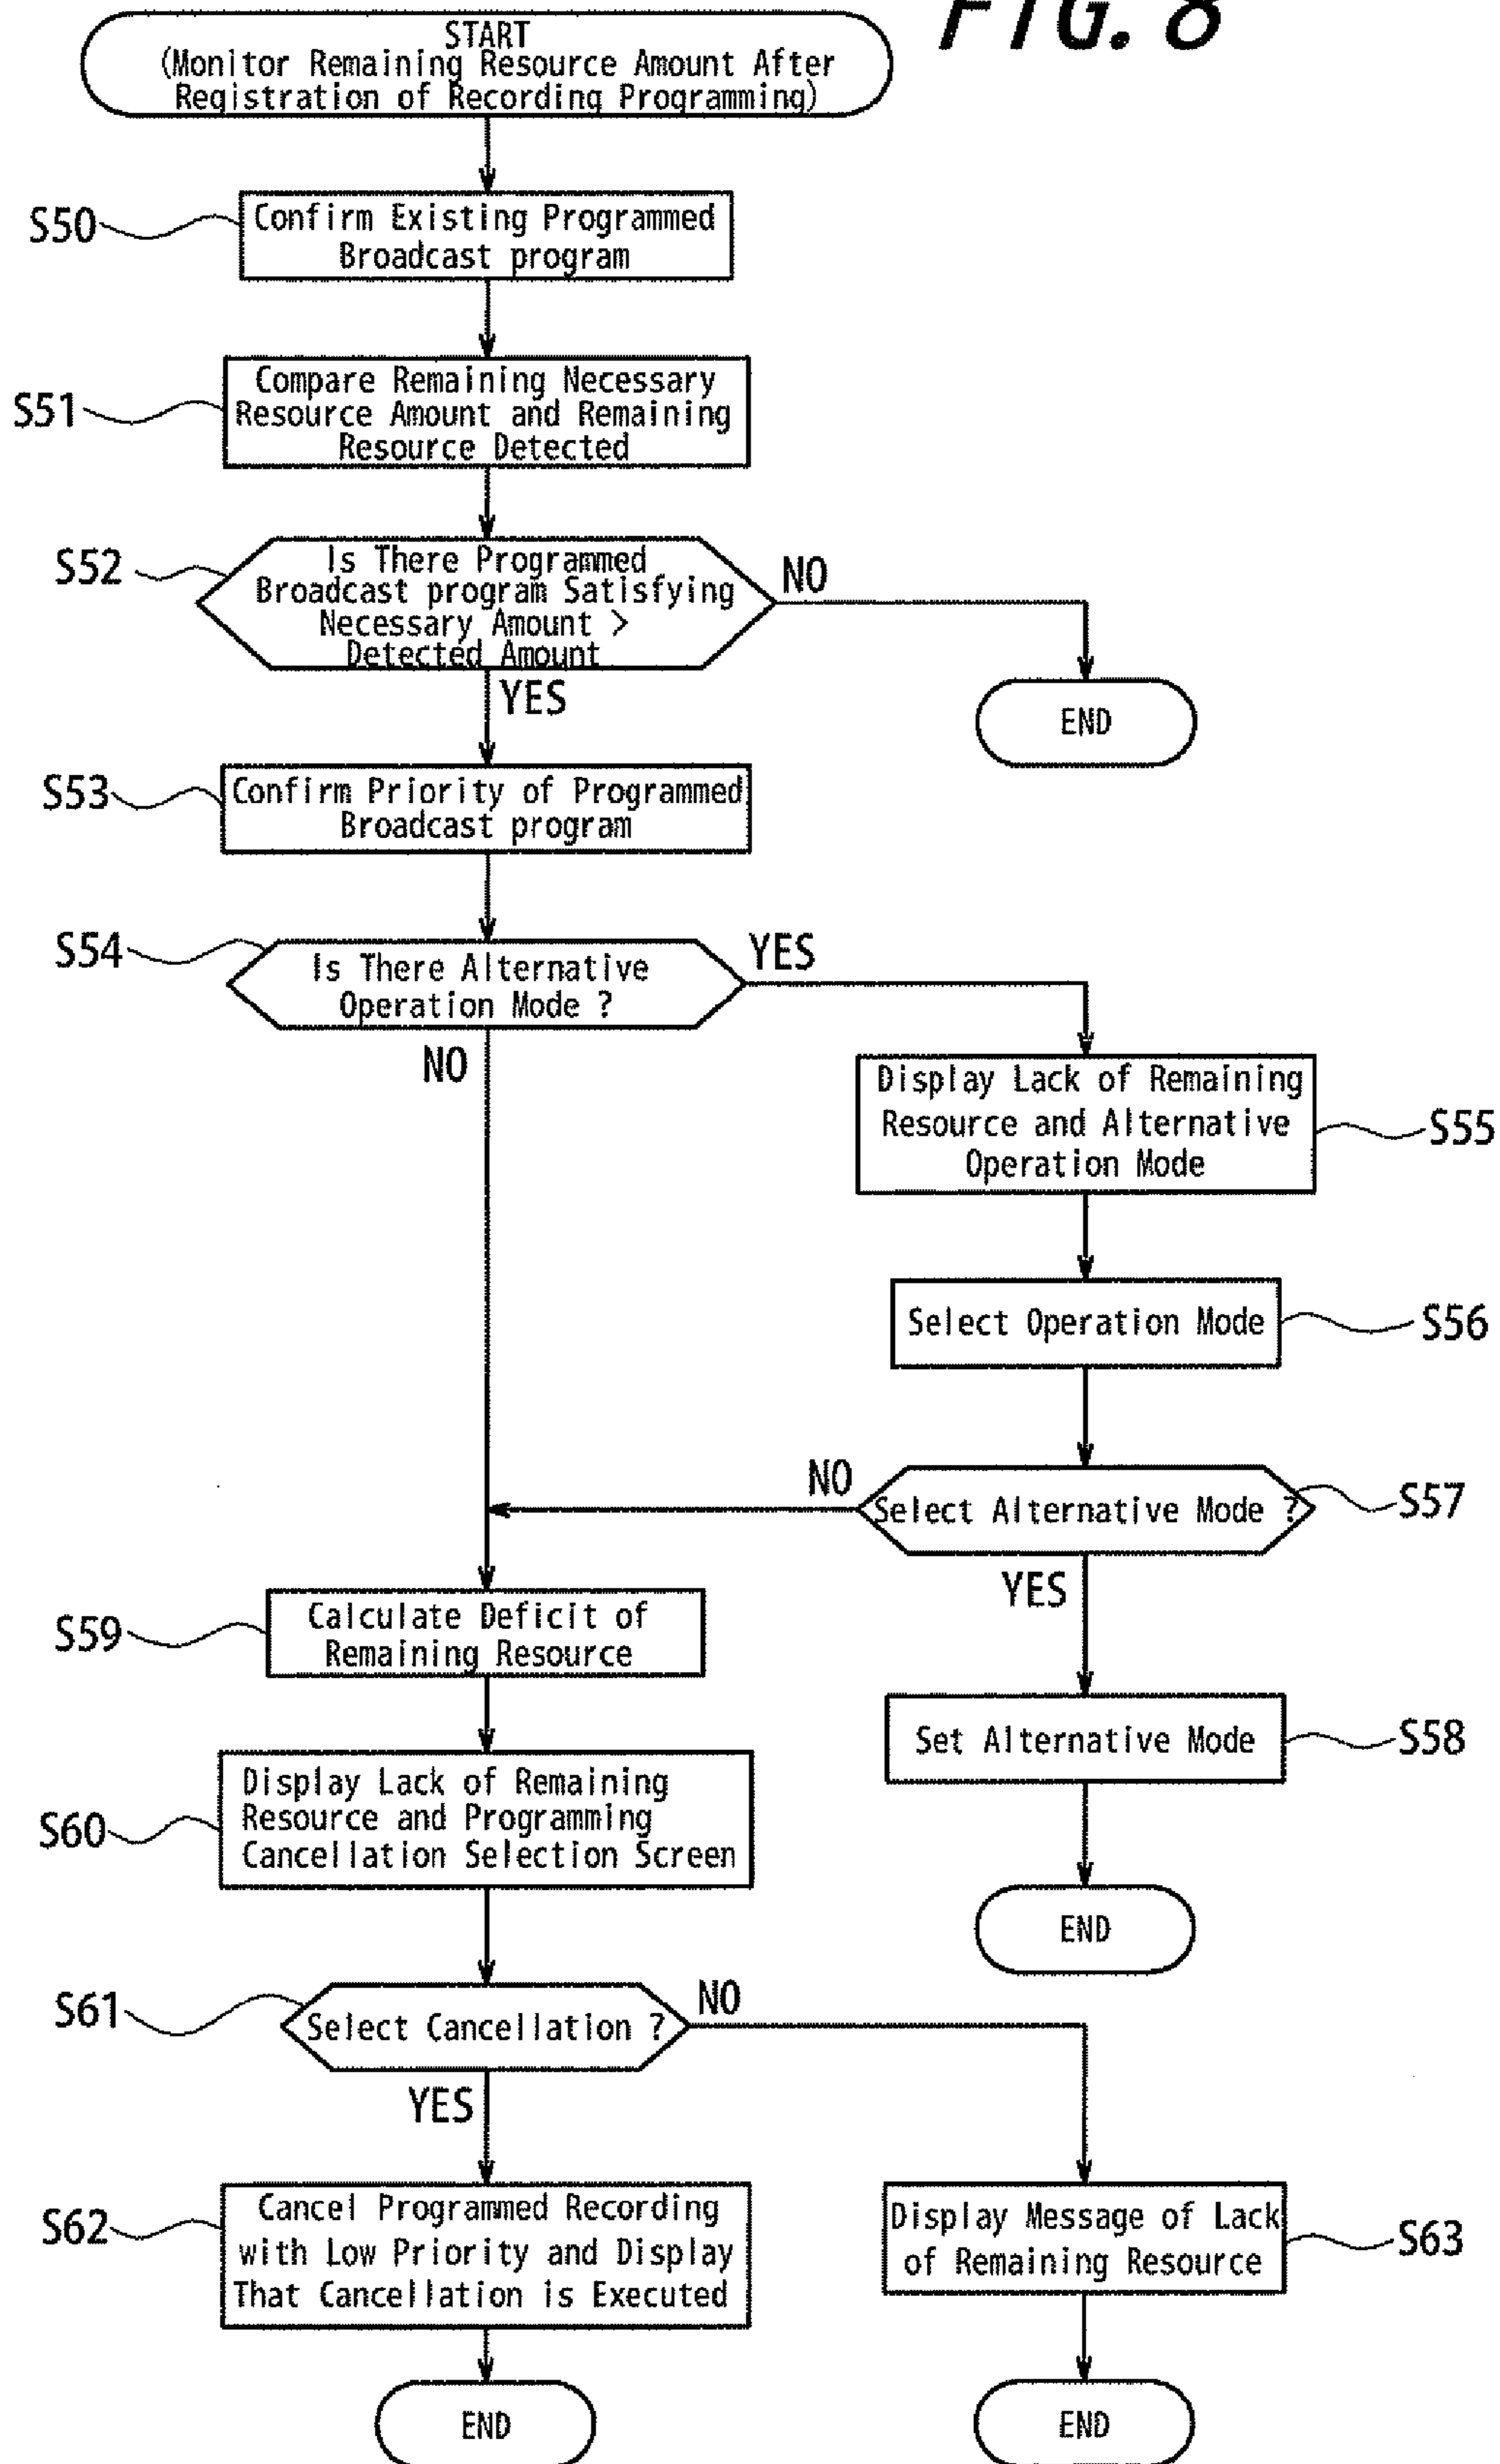 FIG. 8
START
(Monitor Remaining Resource Amount After
Registration of Recording Programming)
S50
Confirm Existing Programmed
Broadcast program
S51
Compare Remaining Necessary
Resource Amount and Remaining
Resource Detected
S52
Is There Programmed
Broadcast program Satisfying
Necessary Amount >
Detected Amount
NO
END
YES
S53
Confirm Priority of Programmed
Broadcast program
S54
Is There Alternative
Operation Mode ?
YES
NO
Display Lack of Remaining
Resource and Alternative
Operation Mode
S55
Select Operation Mode
S56
NO
Select Alternative Mode ?
S57
YES
S59
Calculate Deficit of
Remaining Resource
Set Alternative Mode
S58
S60
Display Lack of Remaining
Resource and Programming
Cancellation Selection Screen
END
S61
Select Cancellation ?
NO
YES
S62
Cancel Programmed Recording
with Low Priority and Display
That Cancellation is Executed
Display Message of Lack
of Remaining Resource
S63
END
END